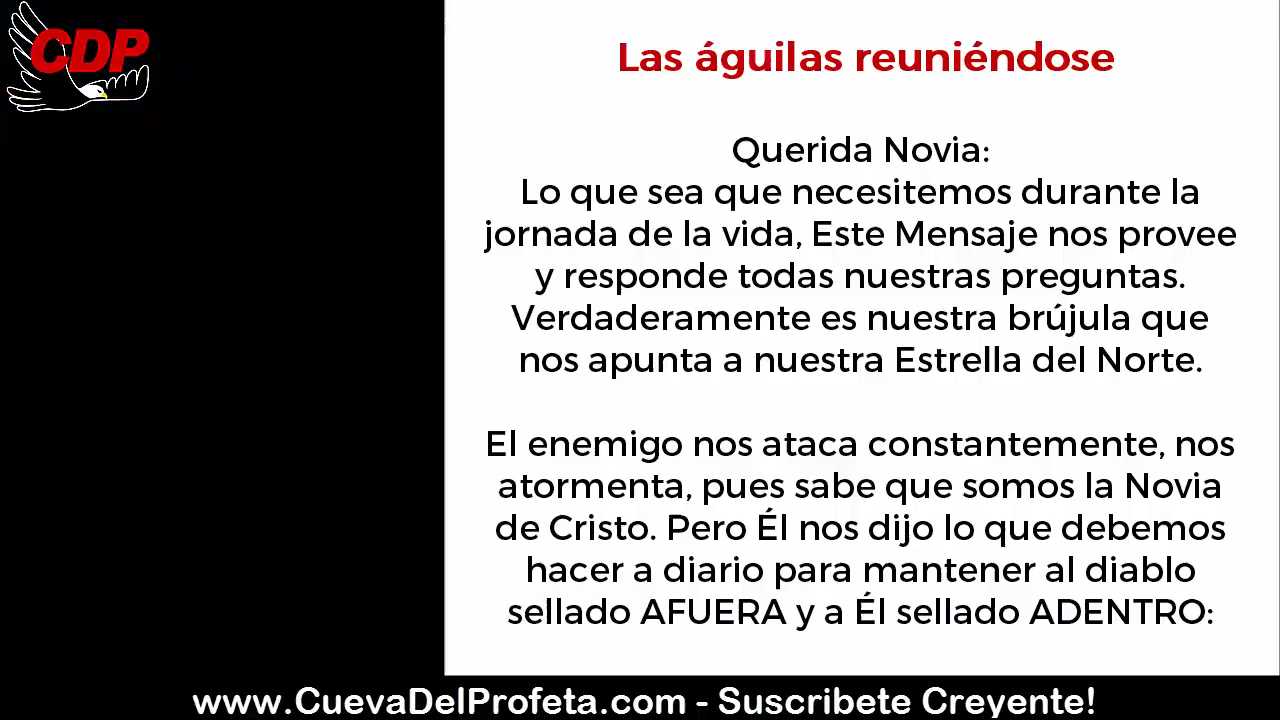 CDP
Las águilas reuniéndose
Querida Novia:
Lo que sea que necesitemos durante la
jornada de la vida, Este Mensaje nos provee
y responde todas nuestras preguntas.
Verdaderamente es nuestra brújula que
nos apunta a nuestra Estrella del Norte.
El enemigo nos ataca constantemente, nos
atormenta, pues sabe que somos la Novia
de Cristo. Pero Él nos dijo lo que debemos
hacer a diario para mantener al diablo
sellado AFUERA y a Él sellado ADENTRO:
www.CuevaDelProfeta.com - Suscribete Creyente!